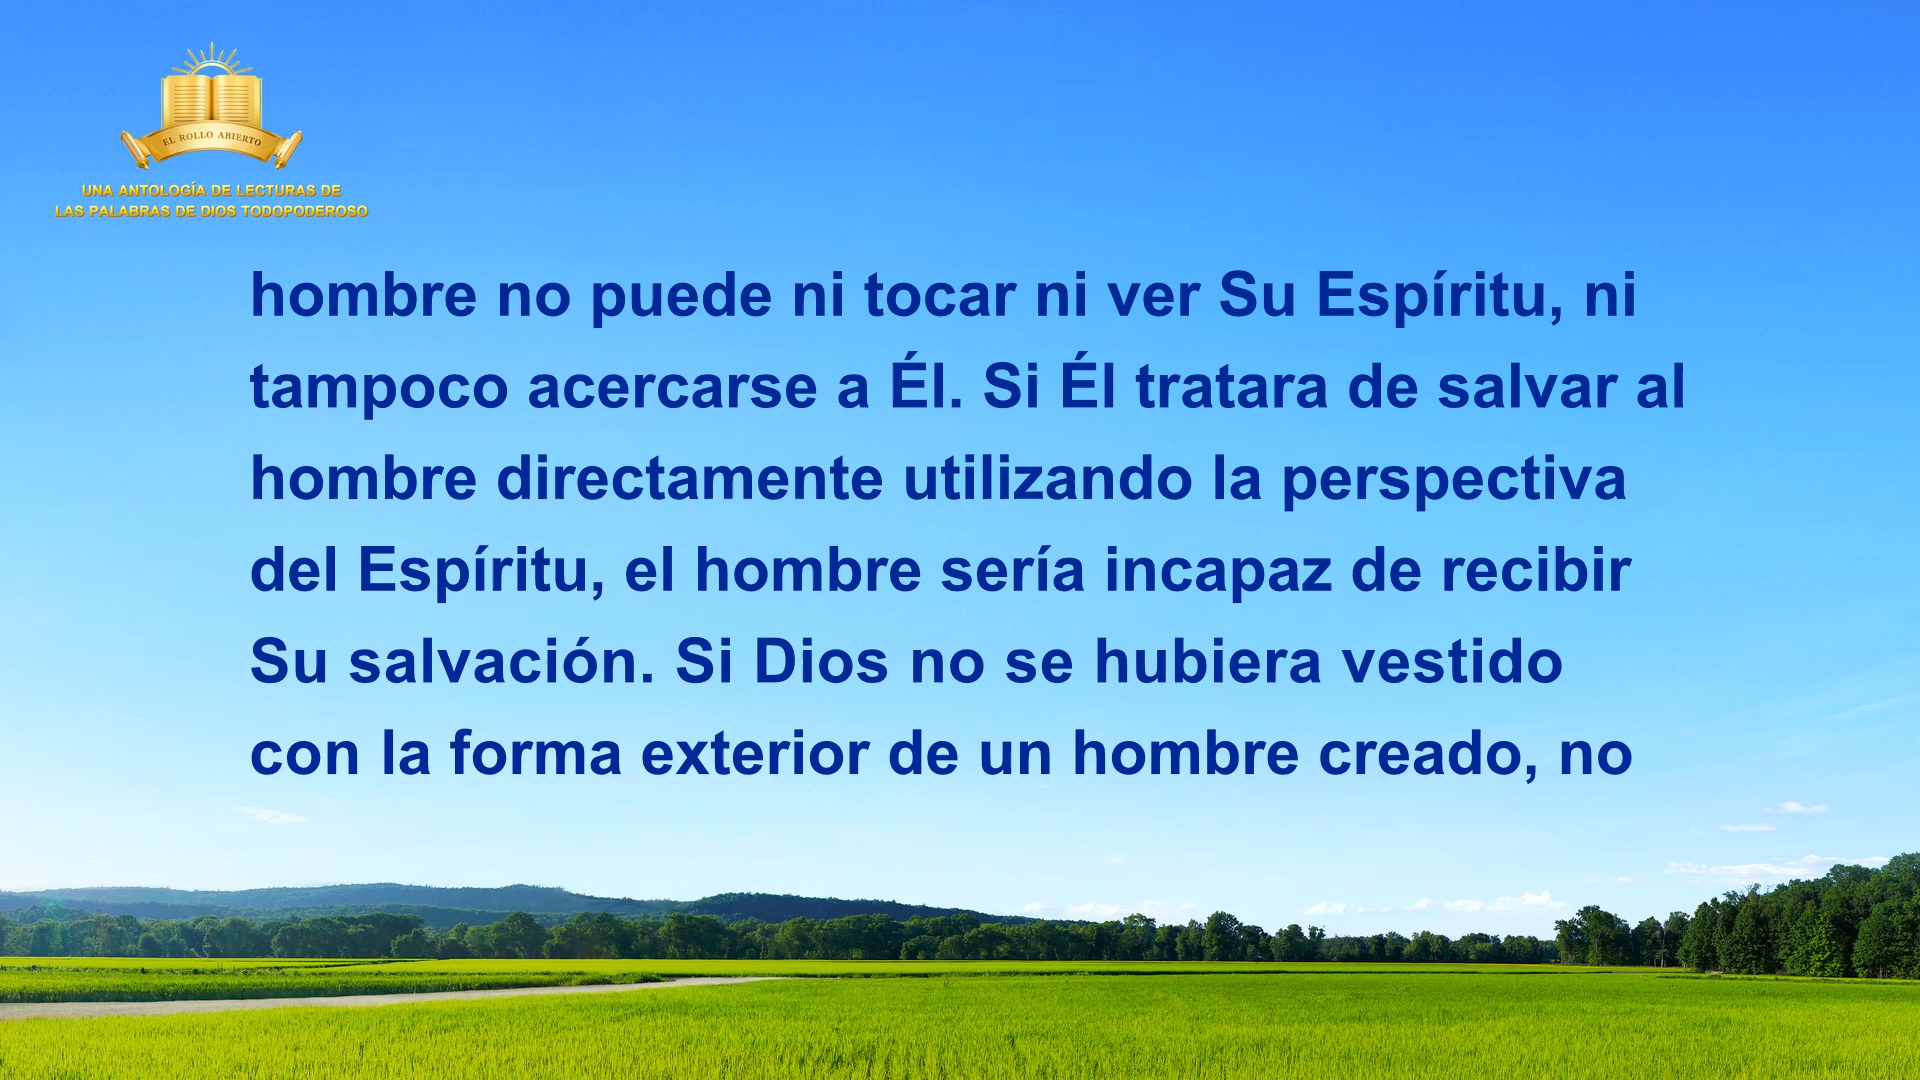 EL ROLLO ABIERTO
UNA ANTOLOGÍA DE LECTURAS DE
LAS PALABRAS DE DIOS TODOPODEROSO
hombre no puede ni tocar ni ver Su Espíritu, ni
tampoco acercarse a Él. Si Él tratara de salvar al
hombre directamente utilizando la perspectiva
del Espíritu, el hombre sería incapaz de recibir
Su salvación. Si Dios no se hubiera vestido
con la forma exterior de un hombre creado, no